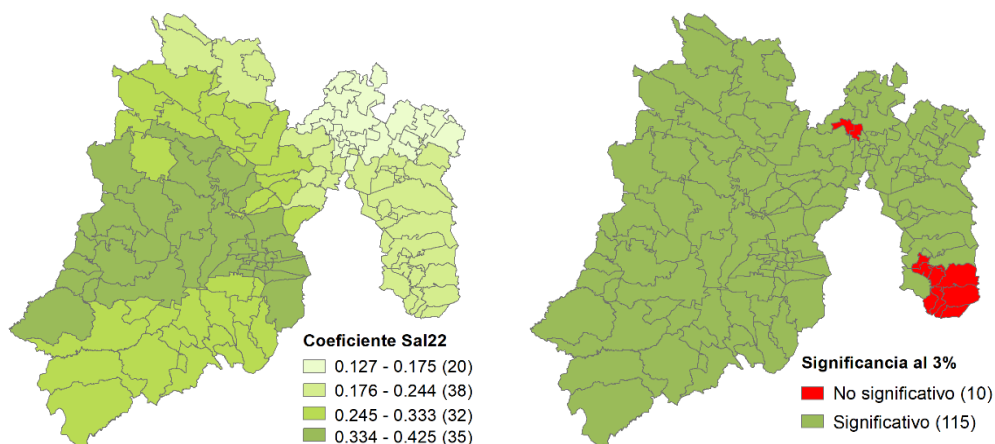 Coeficiente Sal22
0.127 - 0.175 (20)
0.176 - 0.244 (38)
0.245 - 0.333 (32)
0.334 - 0.425 (35)
Significancia al 3%
No significativo (10)
Significativo (115)